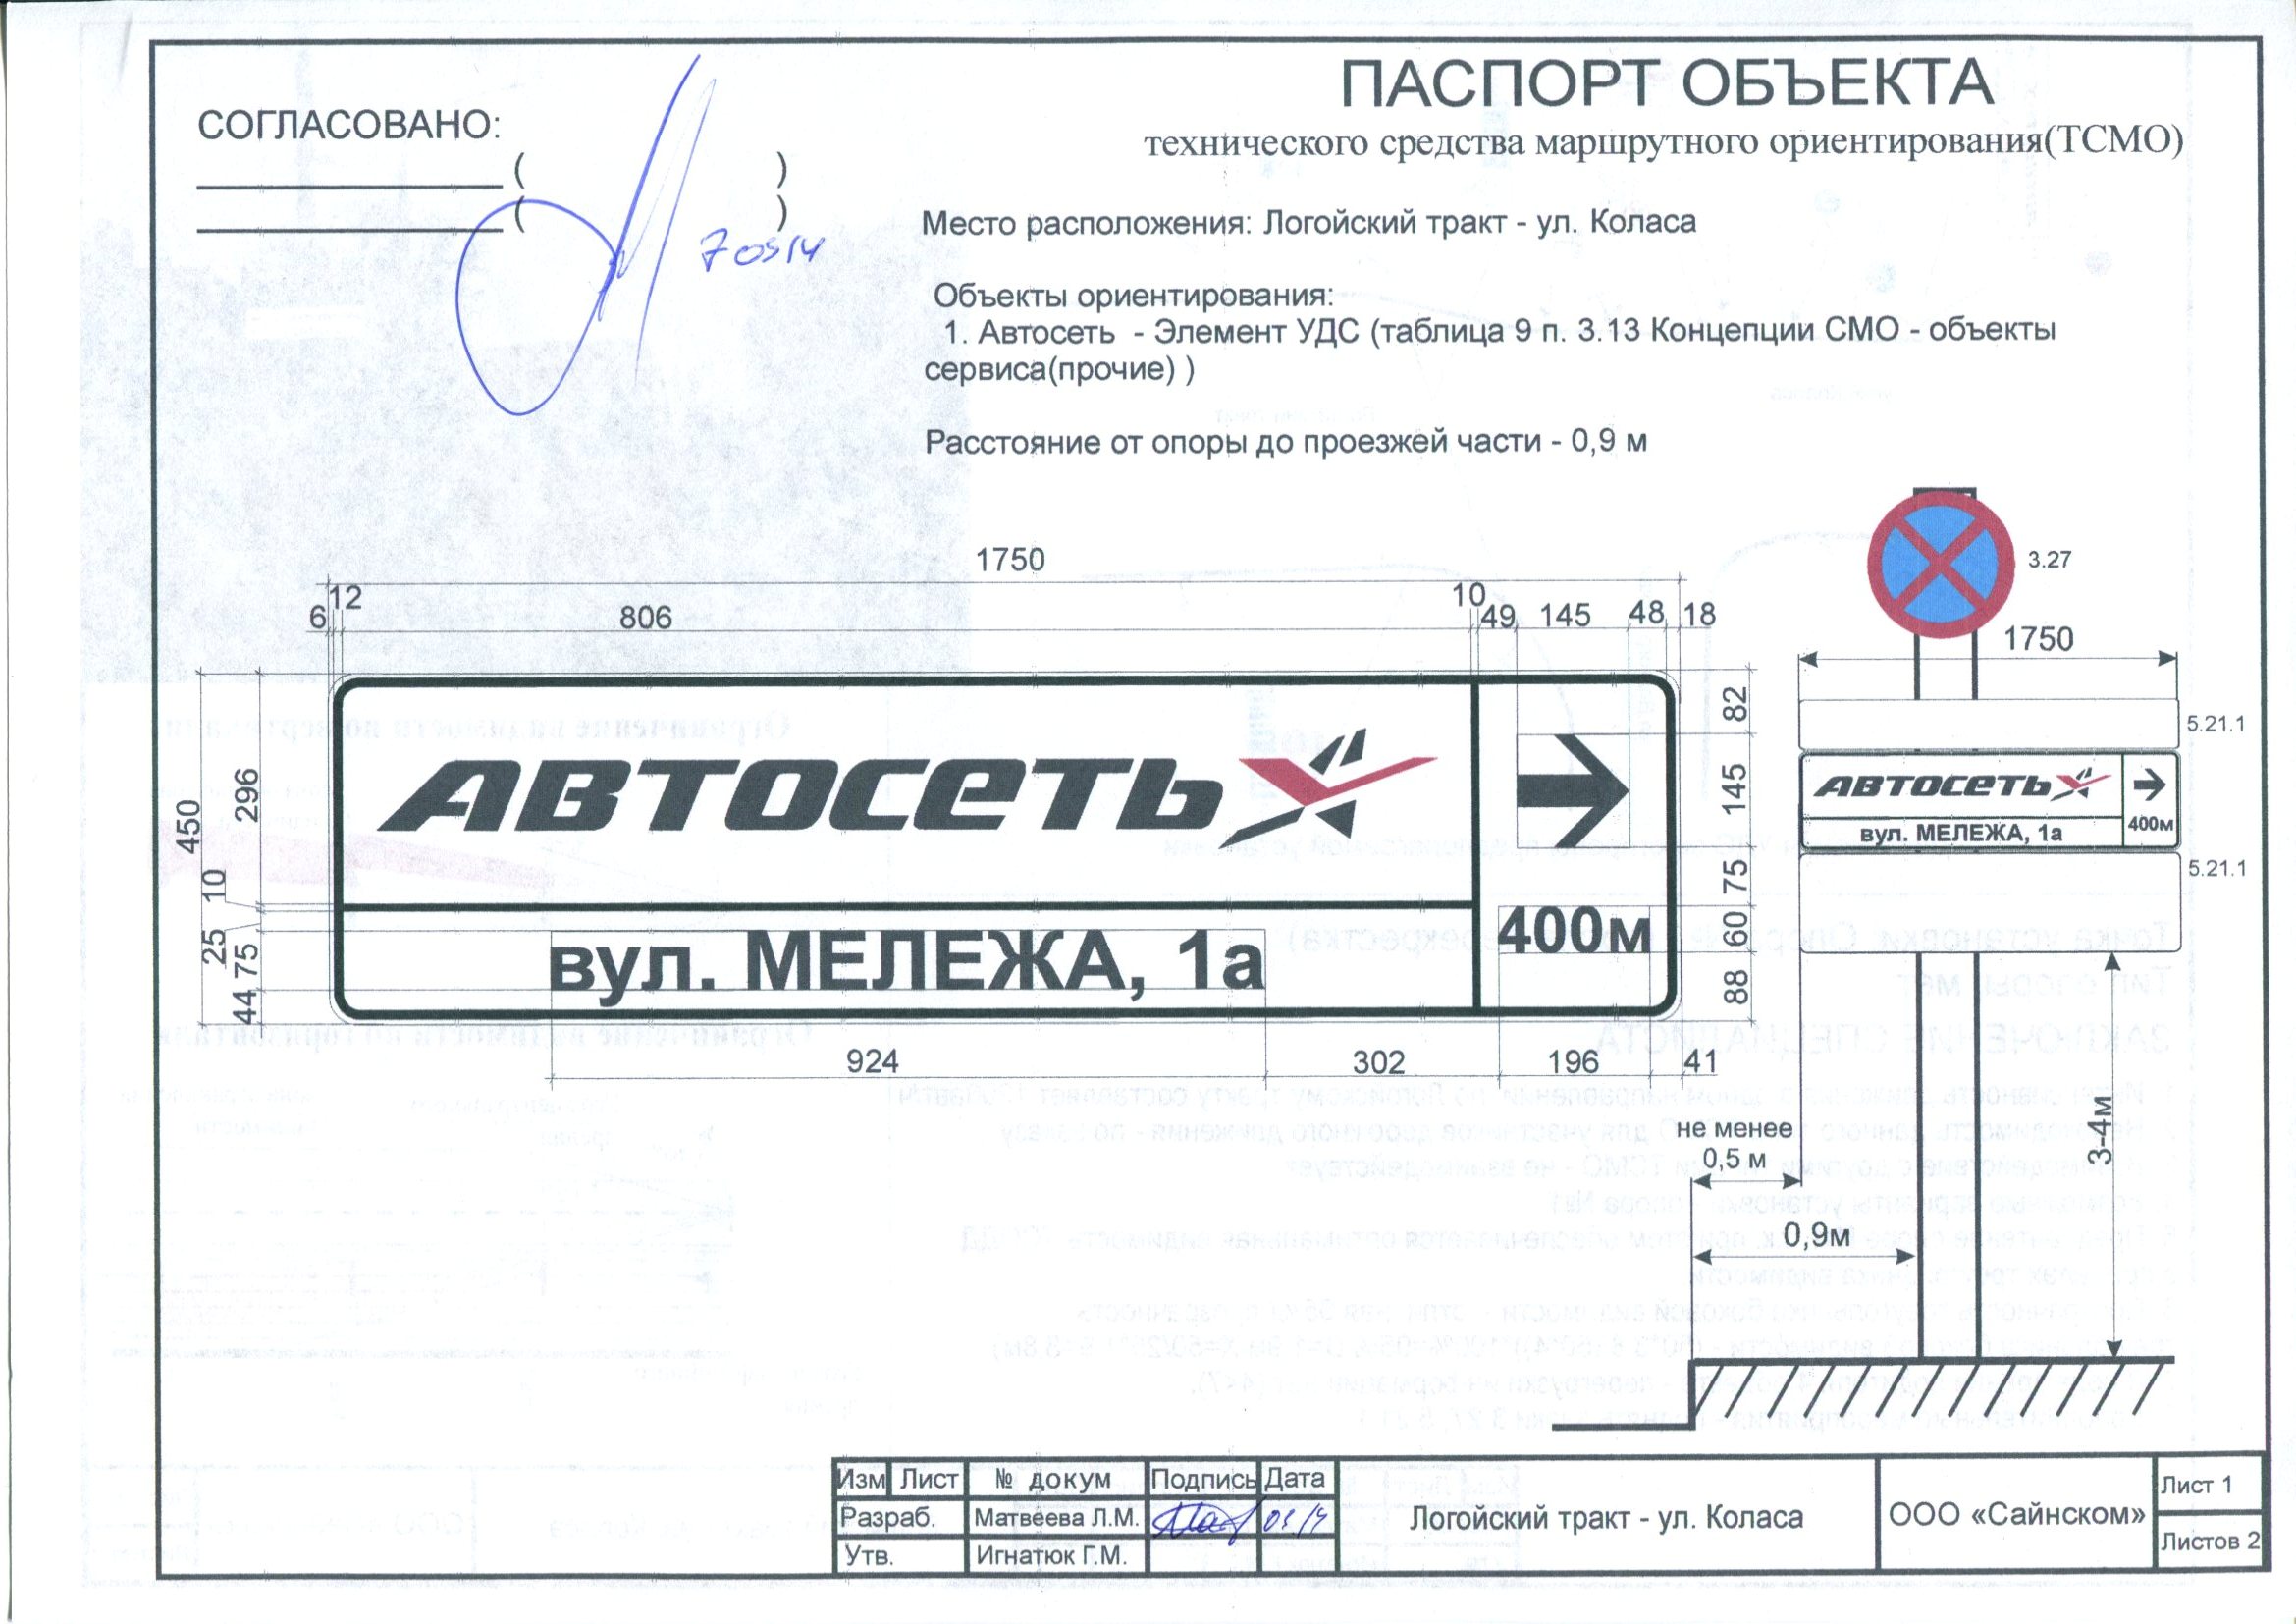 ПАСПОРТ ОБЪЕКТА
технического средства маршрутного ориентирования(ТСМО)
СОГЛАСОВАНО:
( )
( )
7 05 14
Место расположения: Логойский тракт - ул. Коласа
Объекты ориентирования:
1. Автосеть - Элемент УДС (таблица 9 п. 3.13 Концепции СМО - объекты
сервиса(прочие) )
Расстояние от опоры до проезжей части - 0,9 м
1750
6 12 806 10 49 145 48 18
450 296 10 25 75 44
АВТОСЕТЬ
вул. МЕЛЕЖА, 1а
400м
82 145 75 60 88
924 302 196 41
3.27
1750
5.21.1
АВТОСЕТЬ
вул. МЕЛЕЖА, 1а
400м
5.21.1
не менее
0,5 м
0,9м
3-4м
Изм Лист № докум Подпись Дата
Разраб. Матвеева Л.М.
Утв. Игнатюк Г.М.
Логойский тракт - ул. Коласа
ООО «Сайнском»
Лист 1
Листов 2